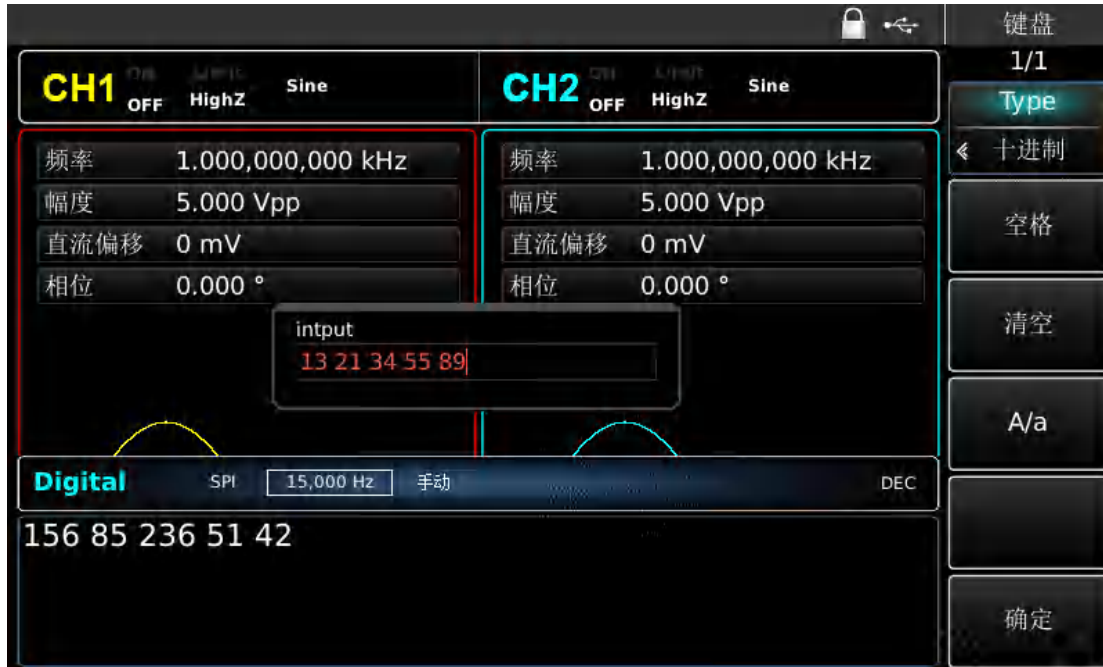 键盘
1/1
CH1 OFF HighZ Sine
CH2 OFF HighZ Sine
Type
十进制
频率 1.000,000,000 kHz
幅度 5.000 Vpp
直流偏移 0 mV
相位 0.000 °
频率 1.000,000,000 kHz
幅度 5.000 Vpp
直流偏移 0 mV
相位 0.000 °
空格
清空
A/a
确定
intput
13 21 34 55 89
Digital SPI 15,000 Hz 手动 DEC
156 85 236 51 42